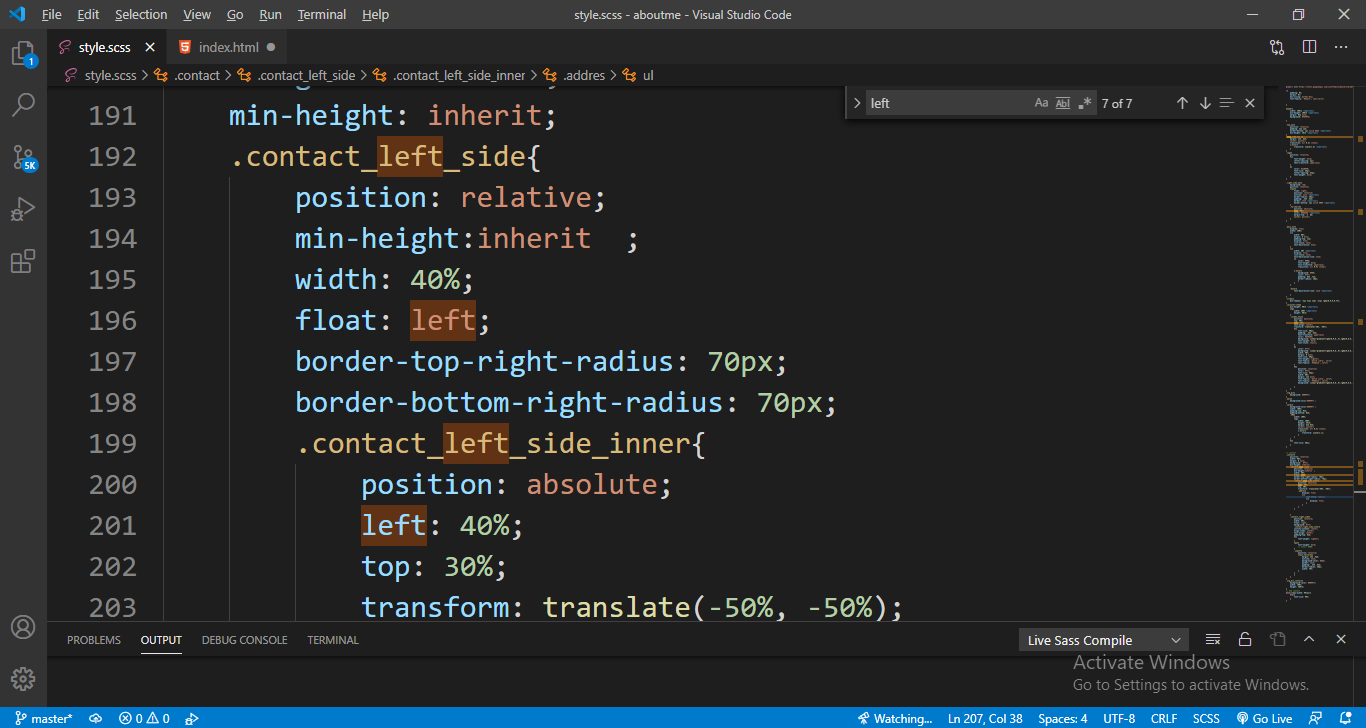 File Edit Selection View Go Run Terminal Help style.scss - aboutme - Visual Studio Code
style.scss index.html
style.scss > .contact > .contact_left_side > .contact_left_side_inner > .addres > ul
left Aa Abl .* 7 of 7
191 min-height: inherit;
192 .contact_left_side{
193 position: relative;
194 min-height:inherit  ;
195 width: 40%;
196 float: left;
197 border-top-right-radius: 70px;
198 border-bottom-right-radius: 70px;
199 .contact_left_side_inner{
200 position: absolute;
201 left: 40%;
202 top: 30%;
203 transform: translate(-50%, -50%);
1
5K
PROBLEMS OUTPUT DEBUG CONSOLE TERMINAL Live Sass Compile
Activate Windows
Go to Settings to activate Windows.
master* 0 0 Watching... Ln 207, Col 38 Spaces: 4 UTF-8 CRLF SCSS Go Live